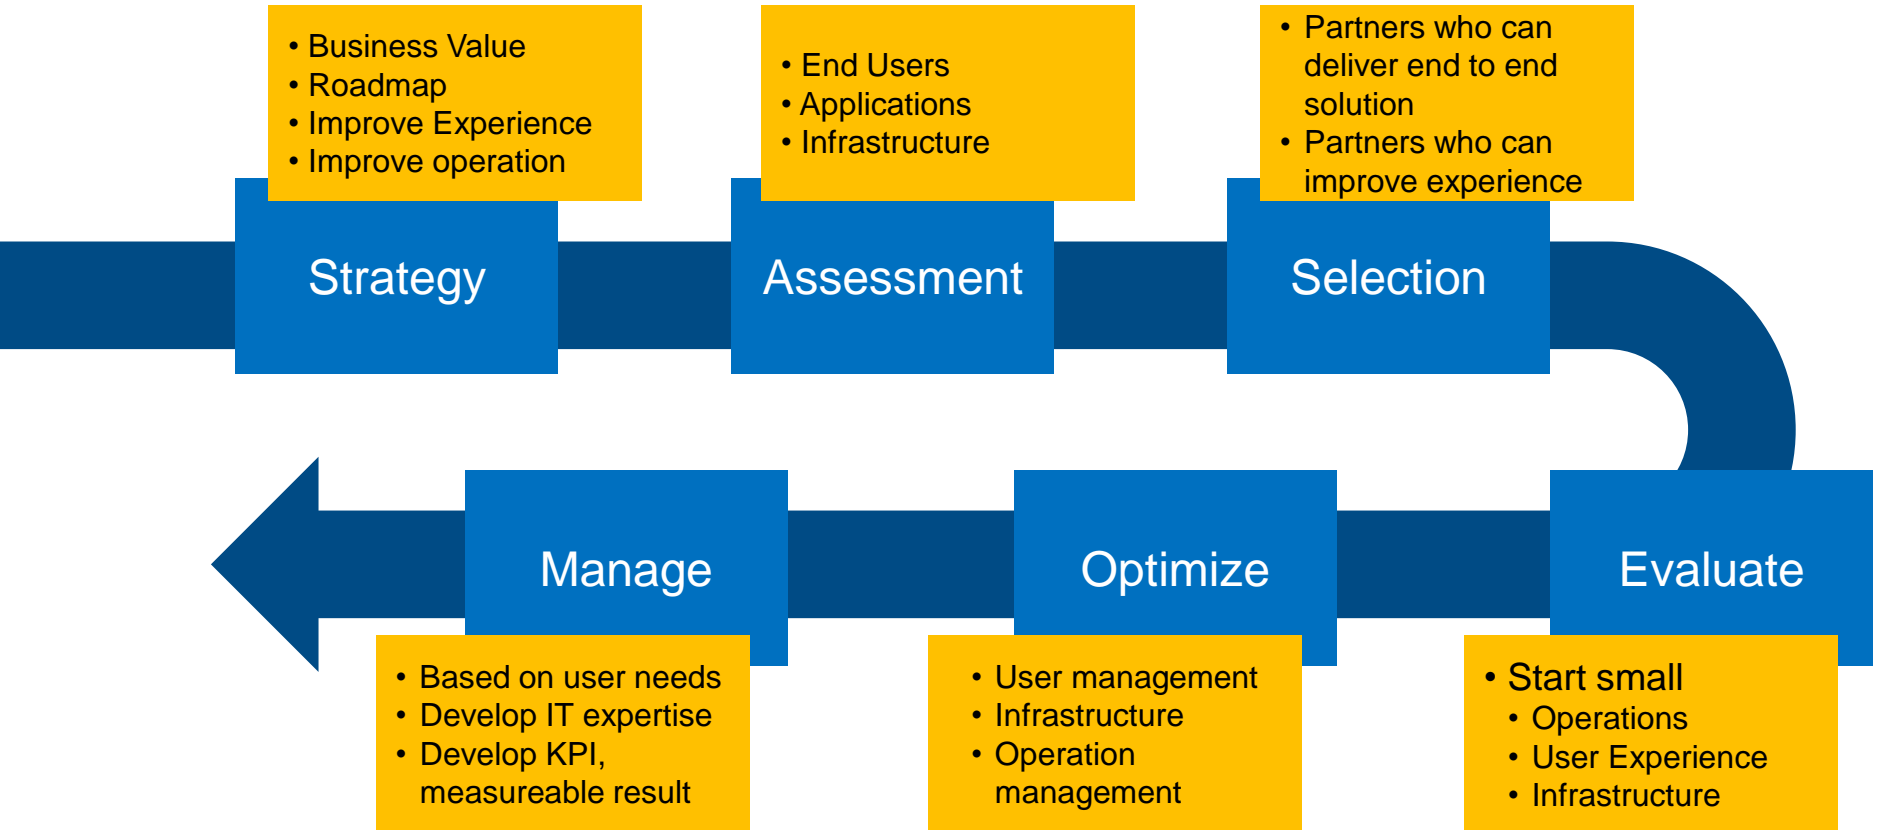 • Business Value
• Roadmap
• Improve Experience
• Improve operation
Strategy
• End Users
• Applications
• Infrastructure
Assessment
• Partners who can
deliver end to end
solution
• Partners who can
improve experience
Selection
Evaluate
• Start small
• Operations
• User Experience
• Infrastructure
Optimize
• User management
• Infrastructure
• Operation
management
Manage
• Based on user needs
• Develop IT expertise
• Develop KPI,
measureable result